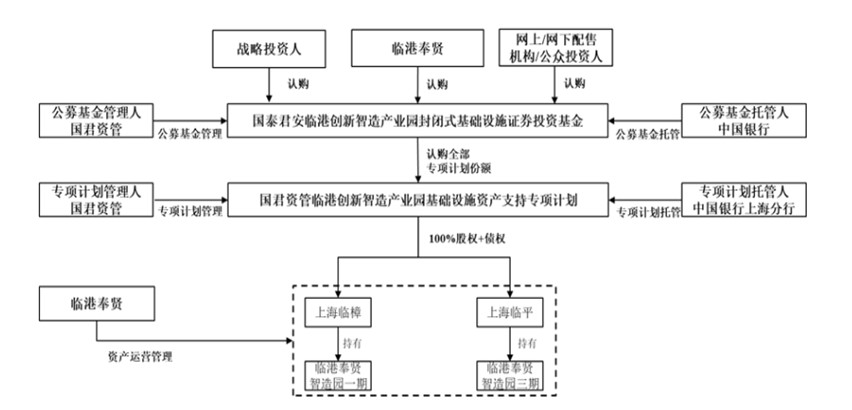 战略投资人
临港奉贤
网上/网下配售
机构/公众投资人
认购
认购
认购
公募基金管理人
国君资管
公募基金管理
国泰君安临港创新智造产业园封闭式基础设施证券投资基金
公募基金托管
公募基金托管人
中国银行
认购全部
专项计划份额
专项计划管理人
国君资管
专项计划管理
国君资管临港创新智造产业园基础设施资产支持专项计划
专项计划托管
专项计划托管人
中国银行上海分行
100%股权+债权
临港奉贤
资产运营管理
上海临樟
上海临平
持有
持有
临港奉贤
智造园一期
临港奉贤
智造园三期